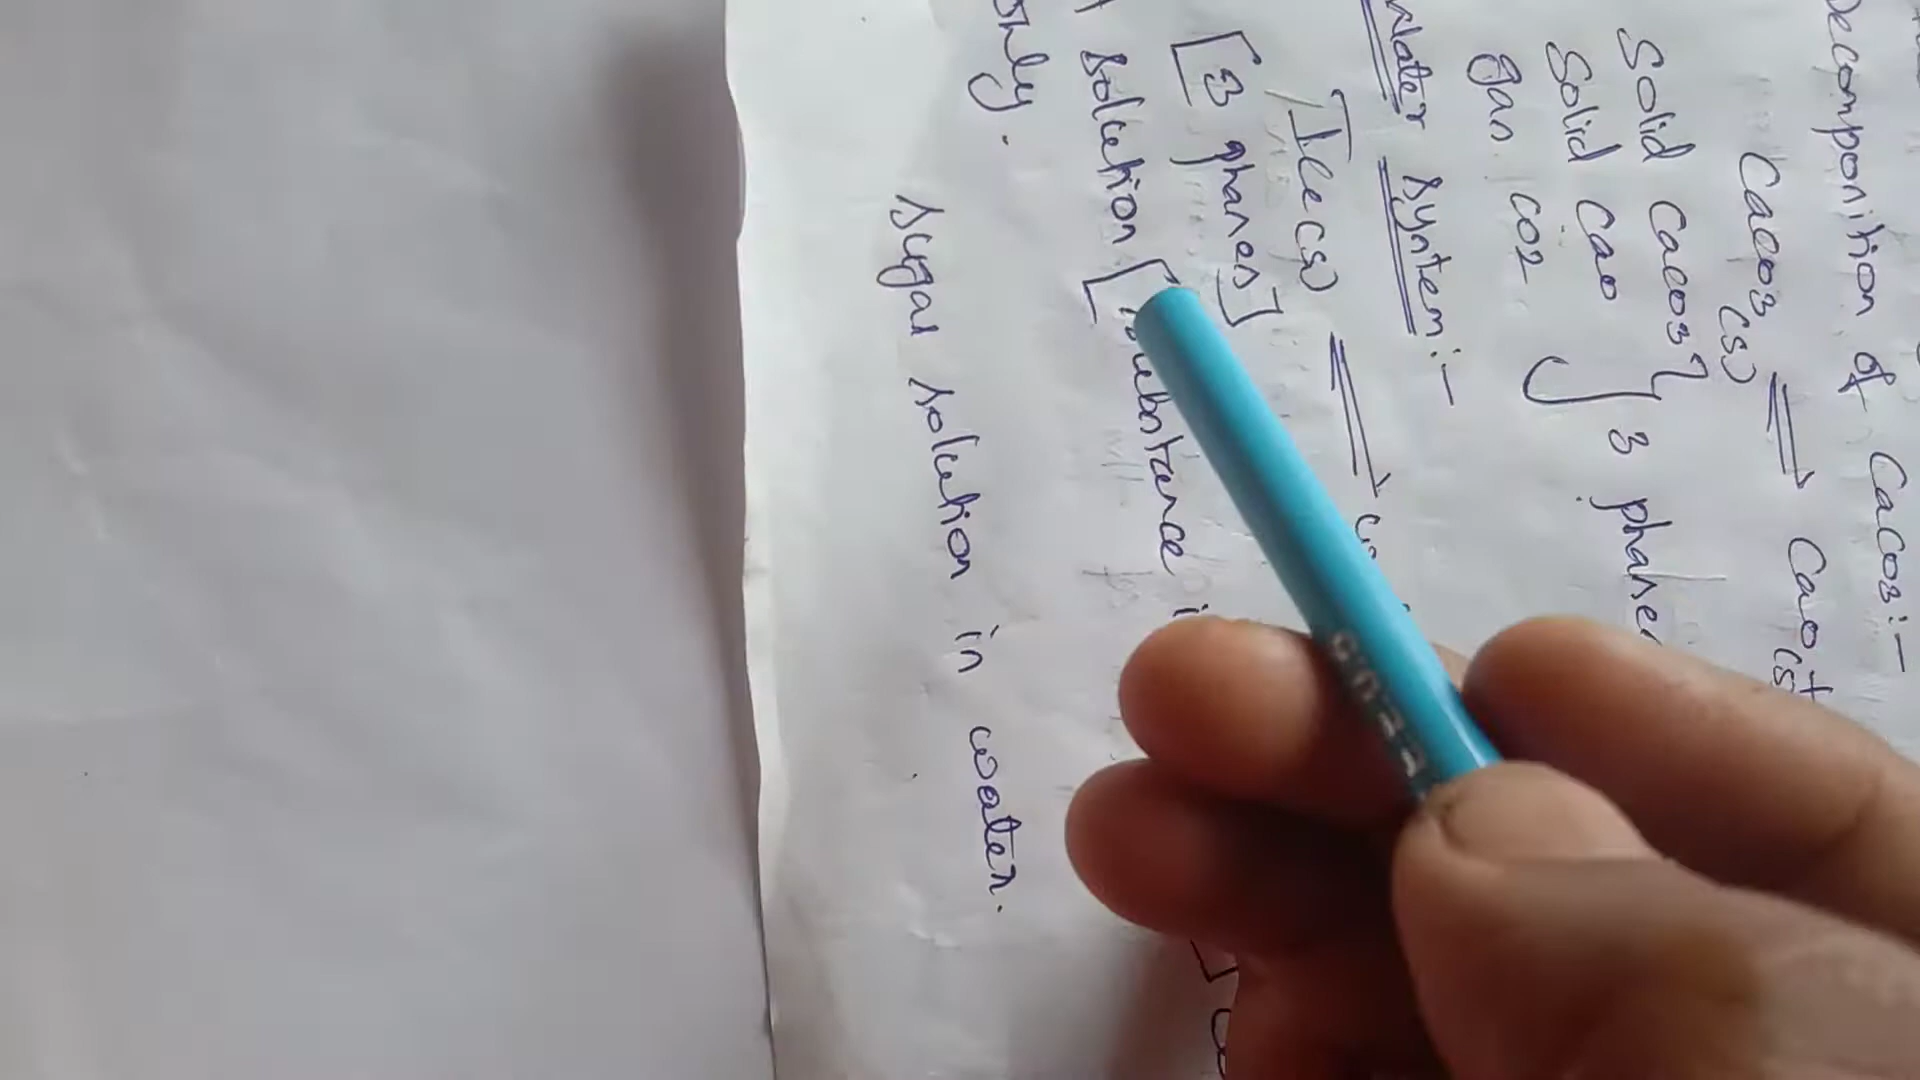 Decomposition of CaCO3:-
CaCO3(s) ⇌ CaO(s) +
Solid CaCO3
Solid CaO } 3 phases
gas CO2
Water System:-
Ice(s) ⇌
[3 phases]
A solution [substance
only.
Sugar solution in water.